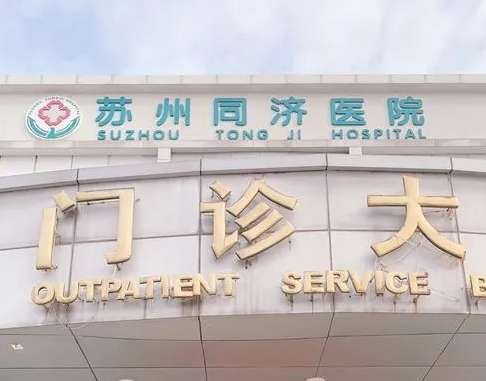 苏州同济医院
SUZHOU TONG JI HOSPITAL
门诊大
OUTPATIENT SERVICE B